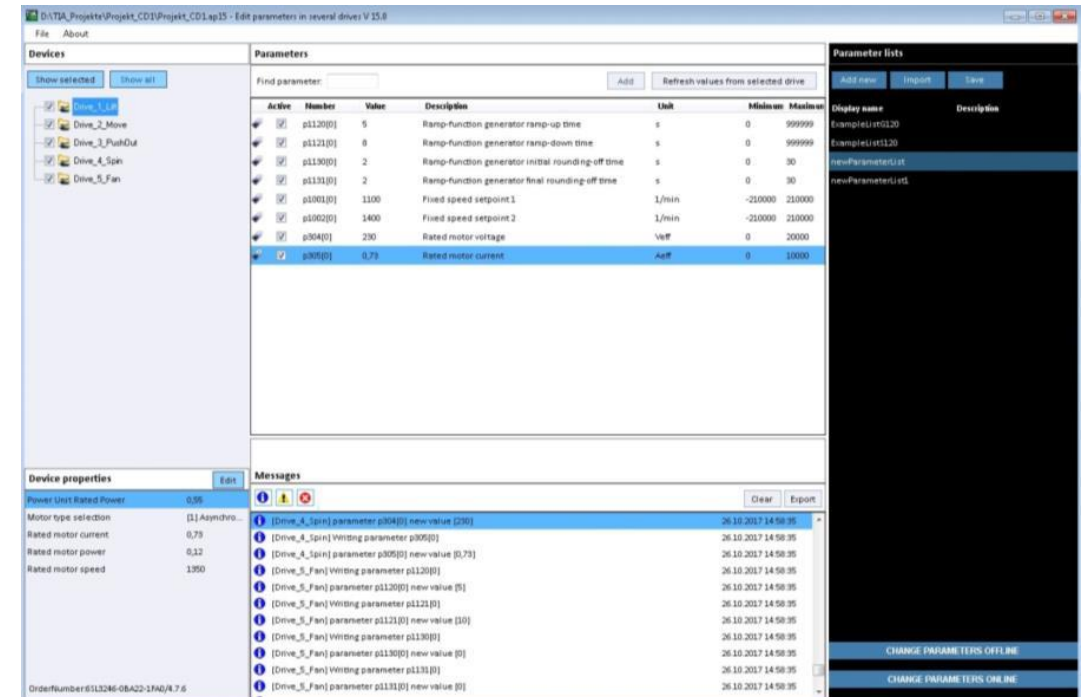 D:\TIA_Projekte\Projekt_CD1\Projekt_CD1.ap15 - Edit parameters in several drives V 15.0
File About
Devices
Show selected Show all
Drive_1_Lift
Drive_2_Move
Drive_3_PushOut
Drive_4_Spin
Drive_5_Fan
Parameters
Find parameter: Add Refresh values from selected drive
Active Number Value Description Unit Minimum Maximum
p1120[0] 5 Ramp-function generator ramp-up time s 0 999999
p1121[0] 8 Ramp-function generator ramp-down time s 0 999999
p1130[0] 2 Ramp-function generator initial rounding-off time s 0 30
p1131[0] 2 Ramp-function generator final rounding-off time s 0 30
p1001[0] 1100 Fixed speed setpoint 1 1/min -210000 210000
p1002[0] 1400 Fixed speed setpoint 2 1/min -210000 210000
p304[0] 230 Rated motor voltage Veff 0 20000
p305[0] 0,73 Rated motor current Aeff 0 10000
Parameter lists
Add new Import Save
Display name Description
ExampleListG120
ExampleListS120
newParameterList
newParameterList1
Device properties Edit
Power Unit Rated Power 0,55
Motor type selection [1] Asynchro...
Rated motor current 0,73
Rated motor power 0,12
Rated motor speed 1350
OrderNumber:6SL3246-0BA22-1FA0/4.7.6
Messages
Clear Export
[Drive_4_Spin] parameter p304[0] new value [230] 26.10.2017 14:58:35
[Drive_4_Spin] Writing parameter p305[0] 26.10.2017 14:58:35
[Drive_4_Spin] parameter p305[0] new value [0,73] 26.10.2017 14:58:35
[Drive_5_Fan] Writing parameter p1120[0] 26.10.2017 14:58:35
[Drive_5_Fan] parameter p1120[0] new value [5] 26.10.2017 14:58:35
[Drive_5_Fan] Writing parameter p1121[0] 26.10.2017 14:58:35
[Drive_5_Fan] parameter p1121[0] new value [10] 26.10.2017 14:58:35
[Drive_5_Fan] Writing parameter p1130[0] 26.10.2017 14:58:35
[Drive_5_Fan] parameter p1130[0] new value [0] 26.10.2017 14:58:35
[Drive_5_Fan] Writing parameter p1131[0] 26.10.2017 14:58:35
[Drive_5_Fan] parameter p1131[0] new value [0] 26.10.2017 14:58:35
CHANGE PARAMETERS OFFLINE
CHANGE PARAMETERS ONLINE